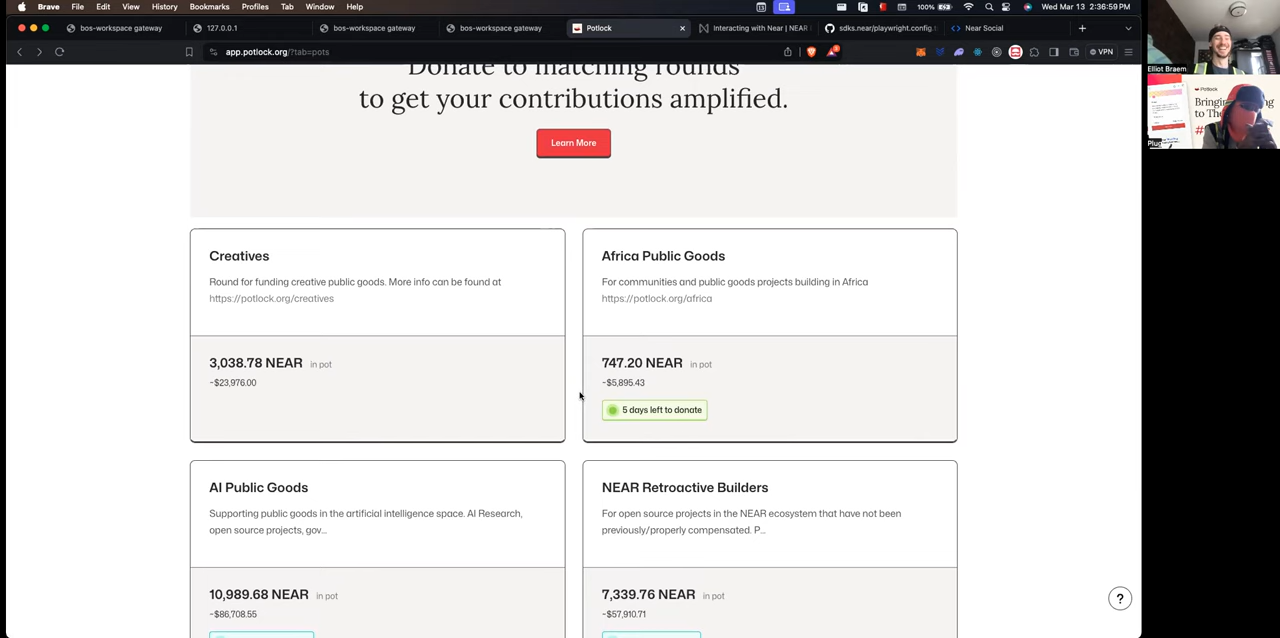 Brave File Edit View History Bookmarks Profiles Tab Window Help
100% Wed Mar 13 2:36:59 PM
bos-workspace gateway
127.0.0.1
bos-workspace gateway
bos-workspace gateway
Potlock
Interacting with Near | NEAR
sdks.near/playwright.config.
Near Social
app.potlock.org/?tab=pots
VPN
Donate to matching rounds
to get your contributions amplified.
Learn More
Creatives
Round for funding creative public goods. More info can be found at
https://potlock.org/creatives
3,038.78 NEAR in pot
~$23,976.00
Africa Public Goods
For communities and public goods projects building in Africa
https://potlock.org/africa
747.20 NEAR in pot
~$5,895.43
5 days left to donate
AI Public Goods
Supporting public goods in the artificial intelligence space. AI Research,
open source projects, gov...
10,989.68 NEAR in pot
~$86,708.55
NEAR Retroactive Builders
For open source projects in the NEAR ecosystem that have not been
previously/properly compensated. P...
7,339.76 NEAR in pot
~$57,910.71
?
Elliot Braem
Potlock
to The
#
Plug